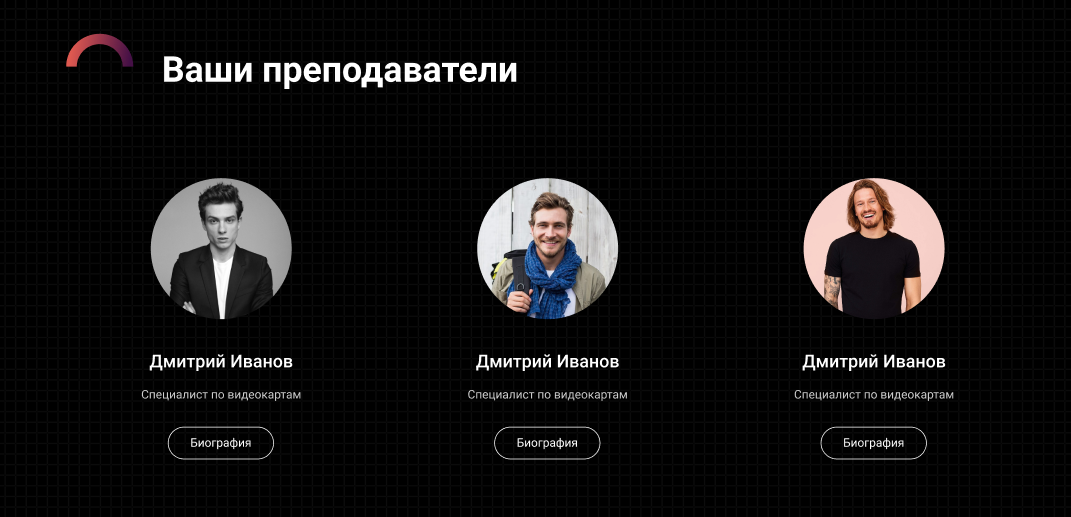 Ваши преподаватели
Дмитрий Иванов
Специалист по видеокартам
Биография
Дмитрий Иванов
Специалист по видеокартам
Биография
Дмитрий Иванов
Специалист по видеокартам
Биография